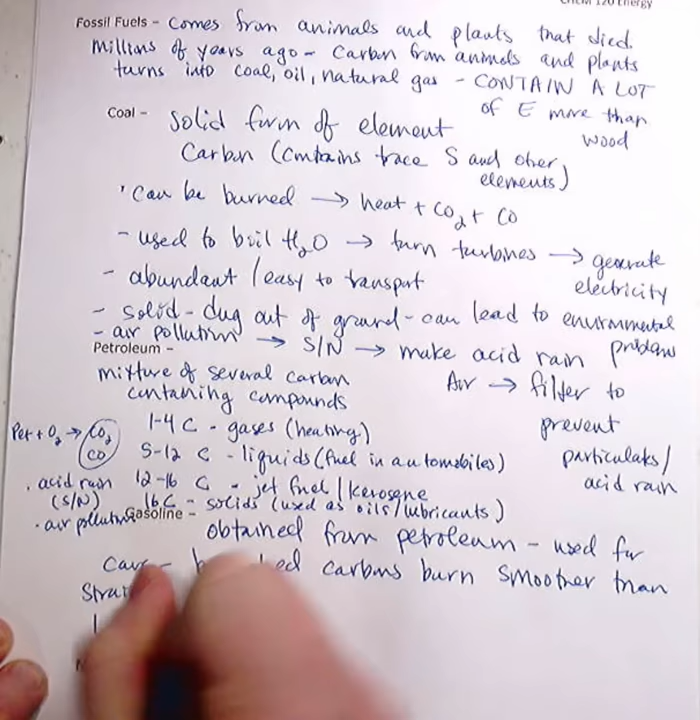 CHEM 120 Energy
Fossil Fuels - Comes from animals and plants that died
Millions of years ago - Carbon from animals and plants
turns into coal, oil, natural gas - CONTAIN A LOT
of E more than
wood
Coal - Solid form of element
Carbon (contains trace S and other
elements)
· Can be burned → heat + CO2 + CO
- used to boil H2O → turn turbines → generate
electricity
- abundant / easy to transport
- solid - dug out of ground - can lead to environmental
problems
- air pollution → S/N → make acid rain
Petroleum -
mixture of several carbon
containing compounds
Air → filter to
prevent
particulates/
acid rain
Pet + O2 → CO2
CO
1-4 C - gases (heating)
5-12 C - liquids (fuel in automobiles)
12-16 C - jet fuel / Kerosene
16 C - solids (used as oils/lubricants)
· acid rain
(S/N)
· air pollution
Gasoline -
obtained from petroleum - used for
carbons burn smoother than